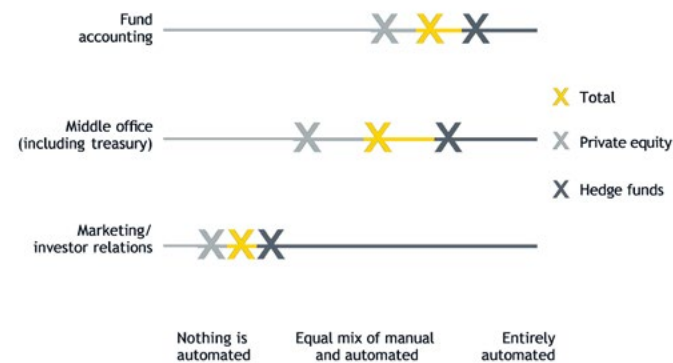 Fund
accounting
Total
Middle office
(including treasury)
Private equity
Hedge funds
Marketing/
investor relations
Nothing is
automated
Equal mix of manual
and automated
Entirely
automated